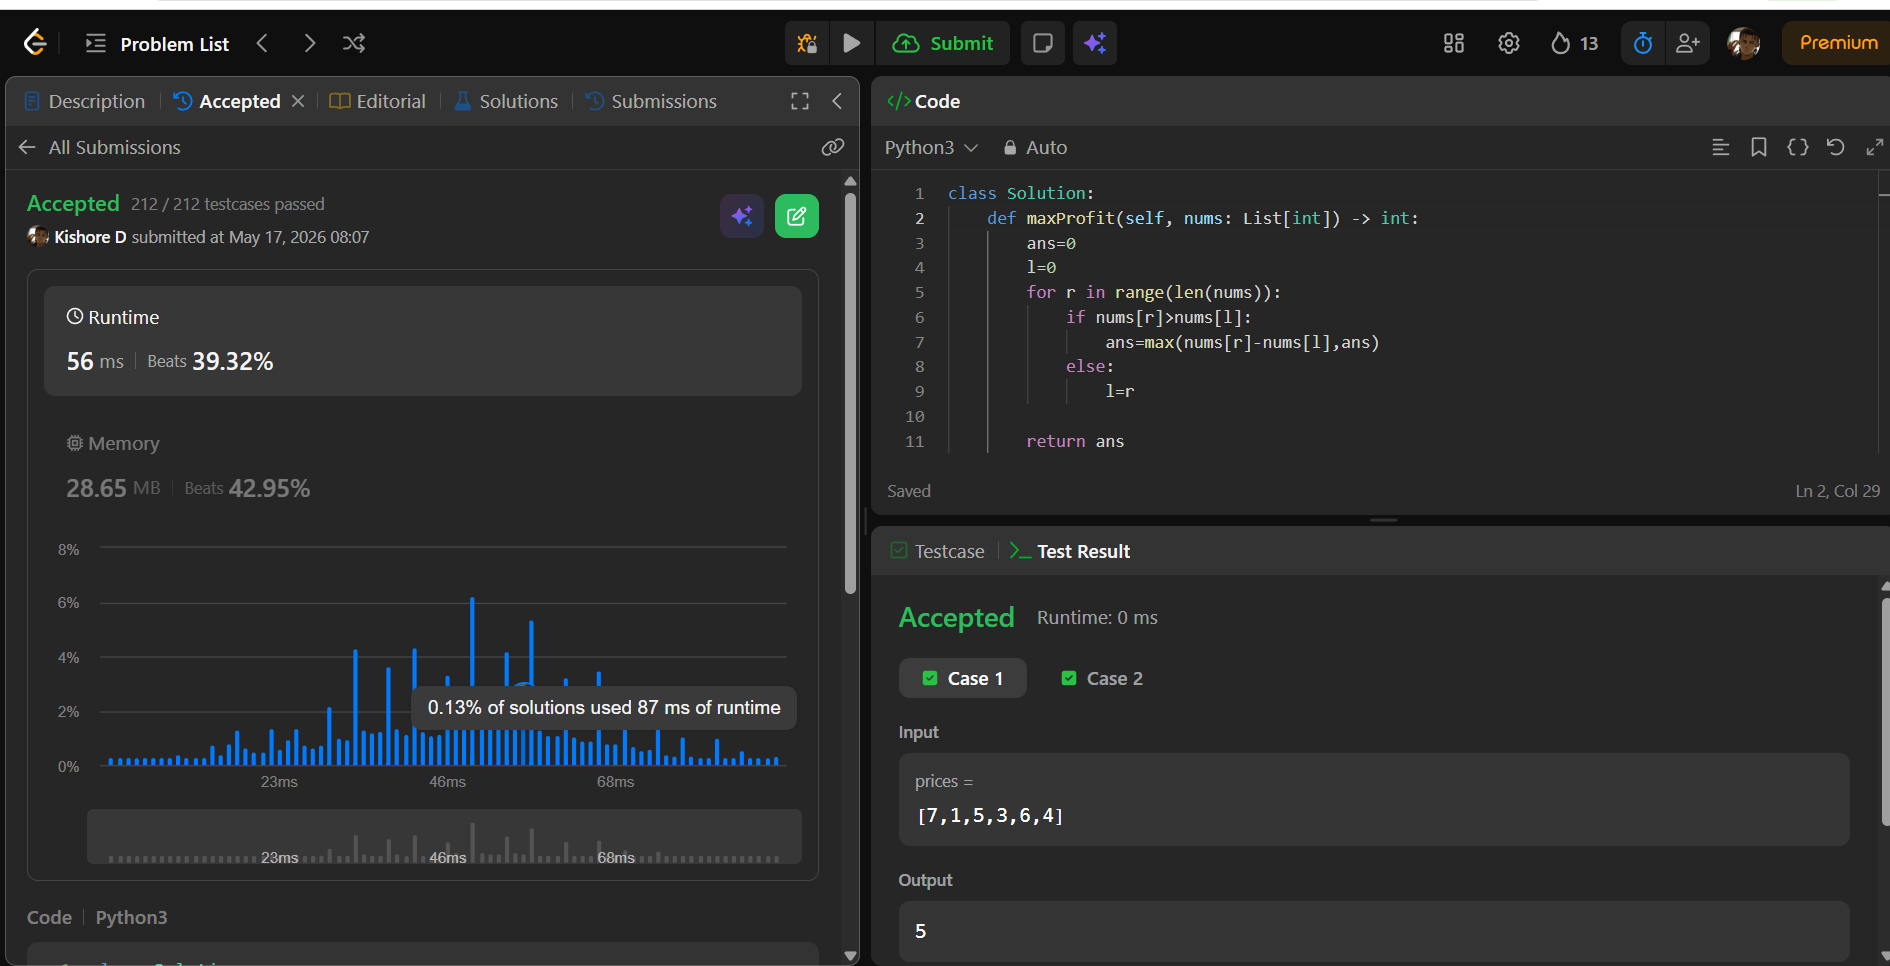 Problem List
Submit
13
Premium
Description
Accepted
Editorial
Solutions
Submissions
All Submissions
Accepted 212 / 212 testcases passed
Kishore D submitted at May 17, 2026 08:07
Runtime
56 ms Beats 39.32%
Memory
28.65 MB Beats 42.95%
8%
6%
4%
2%
0%
0.13% of solutions used 87 ms of runtime
23ms 46ms 68ms
23ms 46ms 68ms
Code Python3
</> Code
Python3 Auto
1 class Solution:
2 def maxProfit(self, nums: List[int]) -> int:
3 ans=0
4 l=0
5 for r in range(len(nums)):
6 if nums[r]>nums[l]:
7 ans=max(nums[r]-nums[l],ans)
8 else:
9 l=r
10
11 return ans
Saved
Ln 2, Col 29
Testcase
Test Result
Accepted Runtime: 0 ms
Case 1 Case 2
Input
prices =
[7,1,5,3,6,4]
Output
5